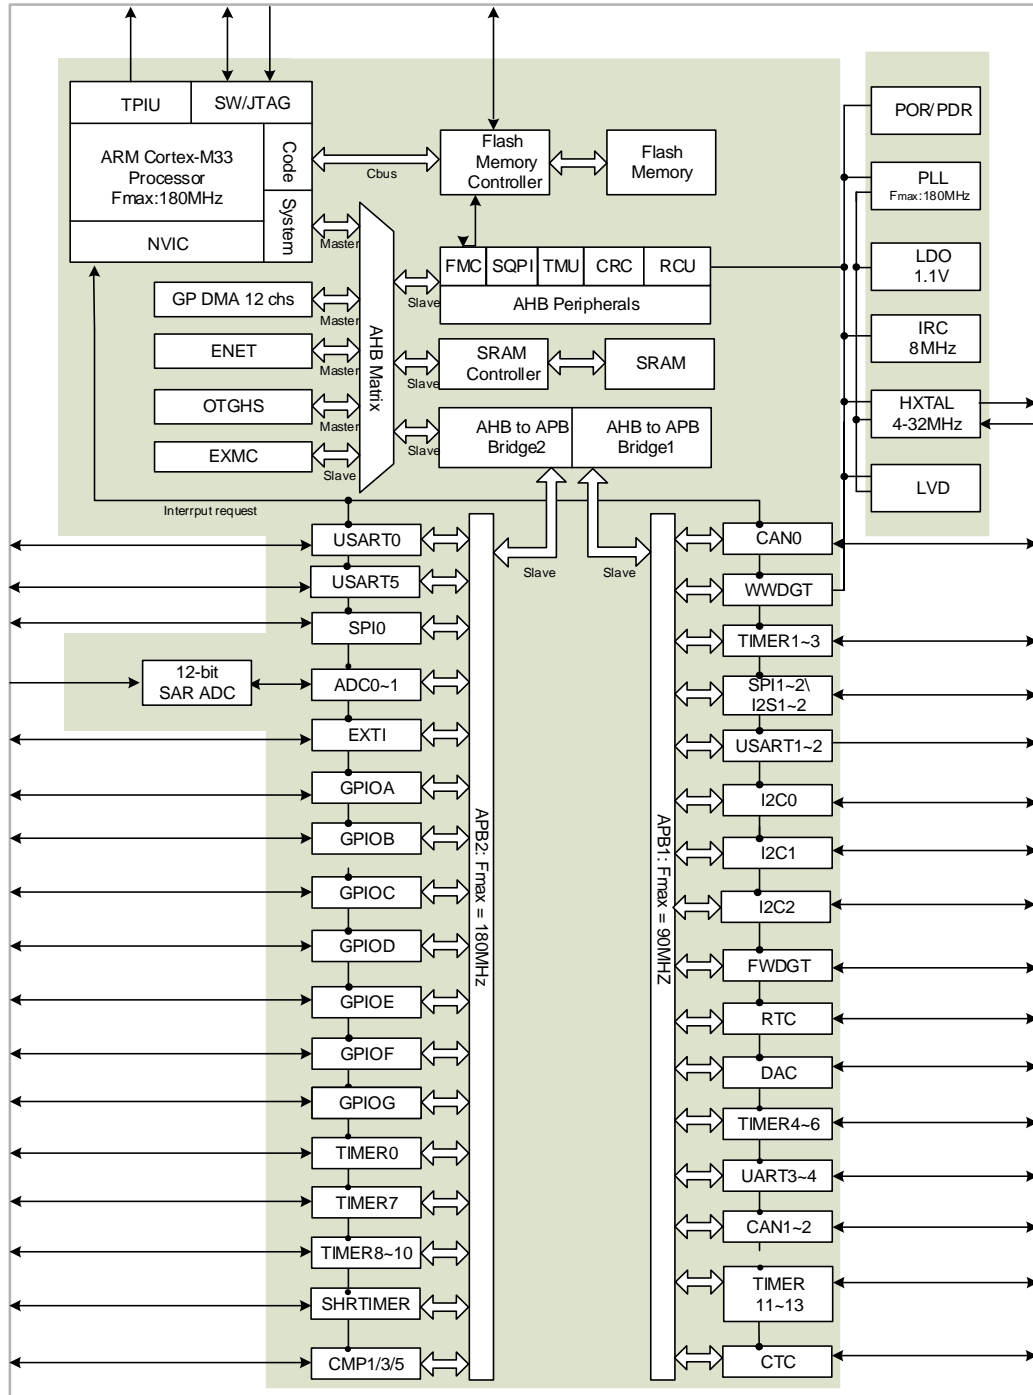 TPIU
SW/JTAG
POR/PDR
ARM Cortex-M33
Processor
Fmax:180MHz
Code
Cbus
Flash
Memory
Controller
Flash
Memory
PLL
Fmax:180MHz
System
NVIC
Master
FMC
SQPI
TMU
CRC
RCU
AHB Peripherals
Slave
LDO
1.1V
GP DMA 12 chs
Master
AHB Matrix
ENET
Master
SRAM
Controller
SRAM
Slave
IRC
8MHz
OTGHS
Master
HXTAL
4-32MHz
EXMC
Slave
Slave
AHB to APB
Bridge2
AHB to APB
Bridge1
LVD
Interrput request
Slave
Slave
USART0
USART5
SPI0
12-bit
SAR ADC
ADC0~1
EXTI
GPIOA
GPIOB
GPIOC
GPIOD
GPIOE
GPIOF
GPIOG
TIMER0
TIMER7
TIMER8~10
SHRTIMER
CMP1/3/5
APB2: Fmax = 180MHz
APB1: Fmax = 90MHZ
CAN0
WWDGT
TIMER1~3
SPI1~2\
I2S1~2
USART1~2
I2C0
I2C1
I2C2
FWDGT
RTC
DAC
TIMER4~6
UART3~4
CAN1~2
TIMER
11~13
CTC